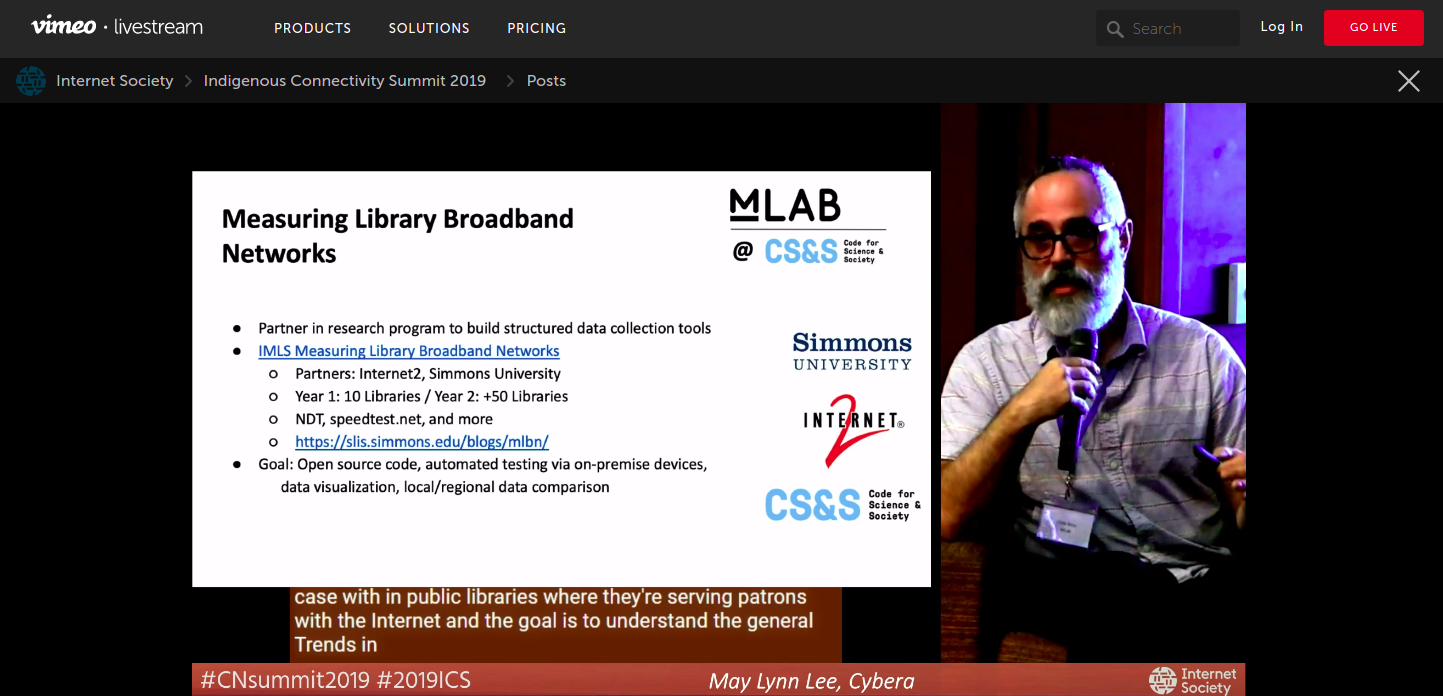 vimeo · livestream
PRODUCTS
SOLUTIONS
PRICING
Search
Log In
GO LIVE
Internet Society
Indigenous Connectivity Summit 2019
Posts
Measuring Library Broadband
Networks
MLAB
@ CS&S Code for
Science &
Society
● Partner in research program to build structured data collection tools
● IMLS Measuring Library Broadband Networks
○ Partners: Internet2, Simmons University
○ Year 1: 10 Libraries / Year 2: +50 Libraries
○ NDT, speedtest.net, and more
○ https://slis.simmons.edu/blogs/mlbn/
● Goal: Open source code, automated testing via on-premise devices,
data visualization, local/regional data comparison
Simmons
UNIVERSITY
INTERNET®
2
CS&S Code for
Science &
Society
case with in public libraries where they're serving patrons
with the Internet and the goal is to understand the general
Trends in
#CNsummit2019 #2019ICS
May Lynn Lee, Cybera
Internet
Society